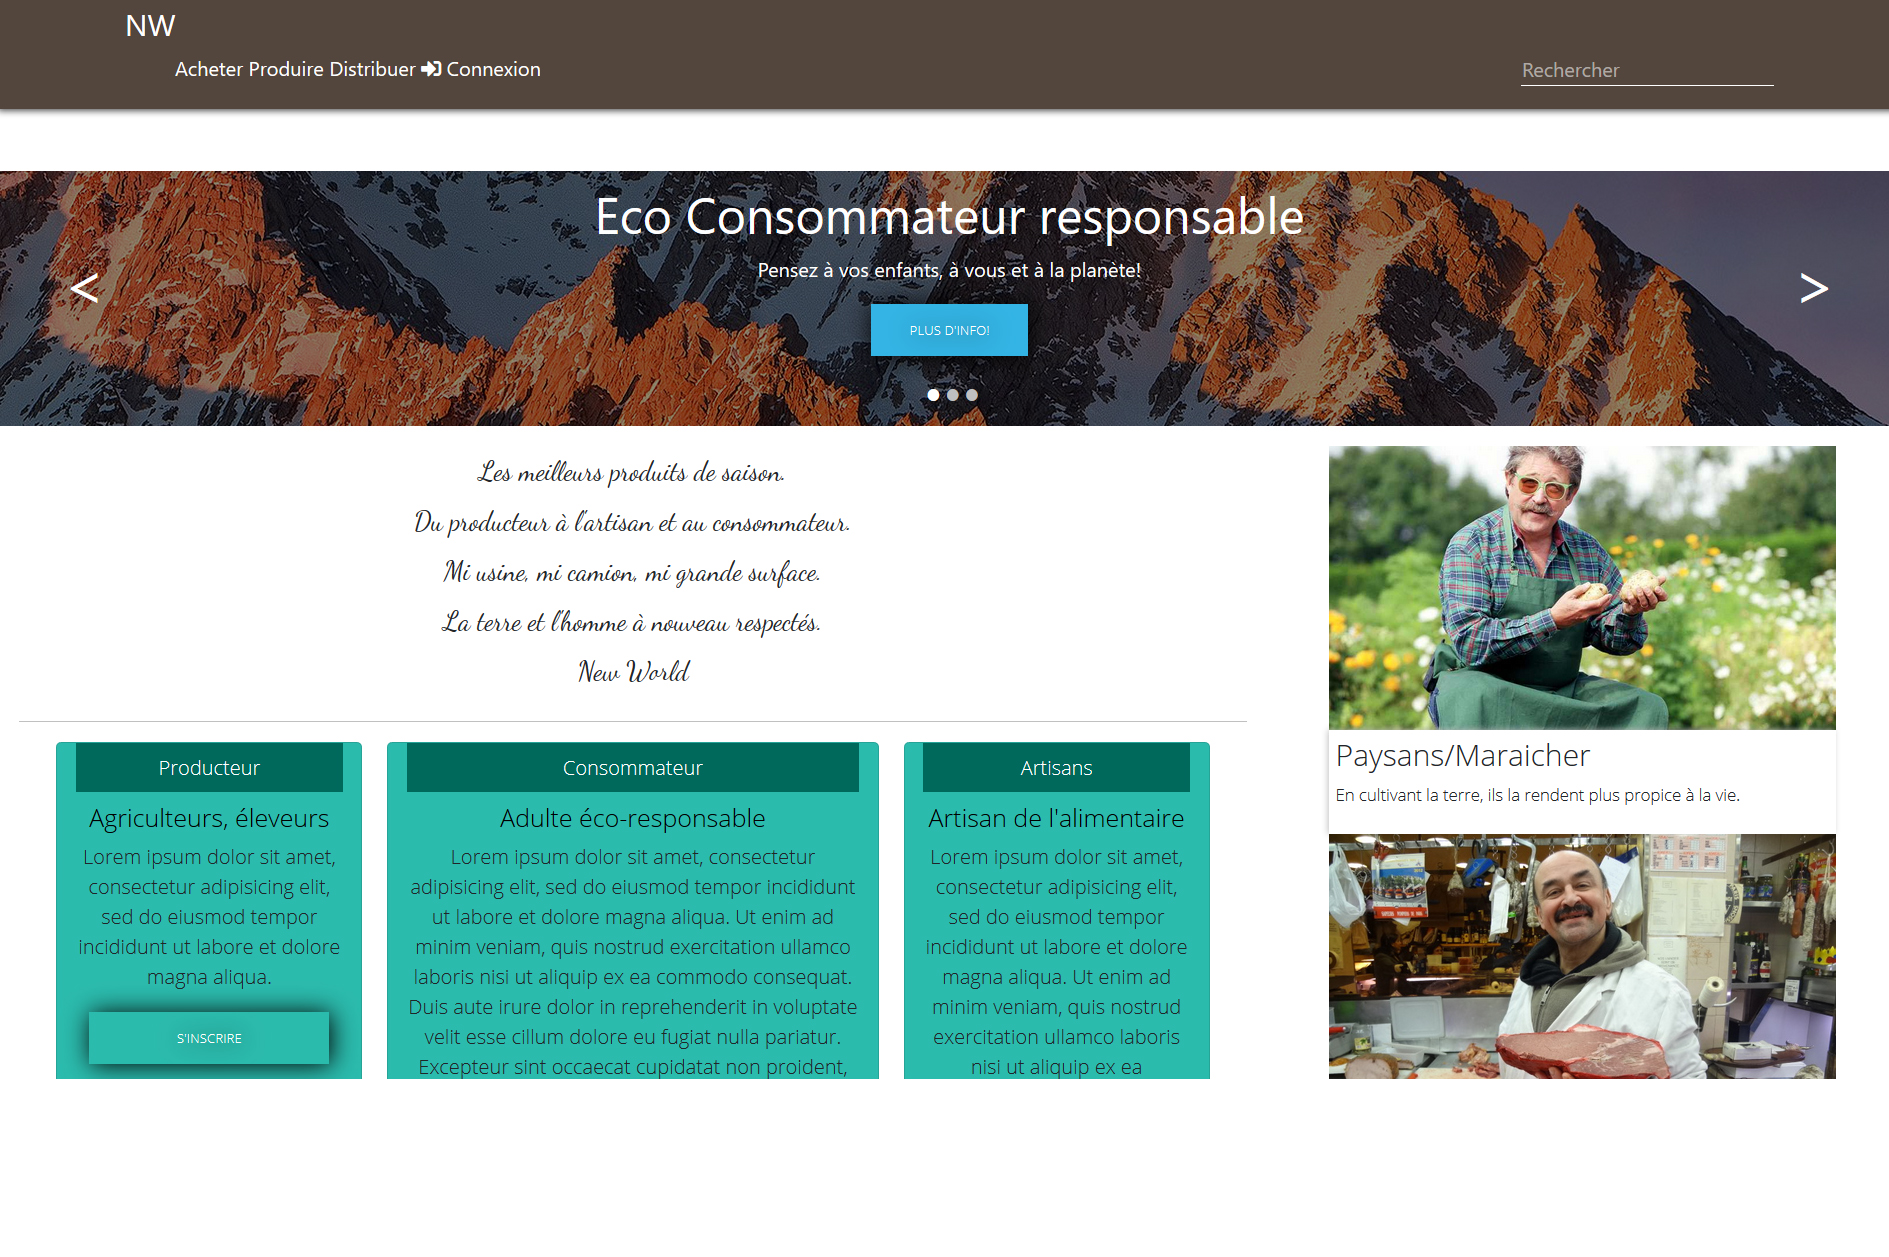 NW
Acheter Produire Distribuer Connexion
Rechercher
Eco Consommateur responsable
Pensez à vos enfants, à vous et à la planète!
<
>
PLUS D'INFO!
Les meilleurs produits de saison.
Du producteur à l'artisan et au consommateur.
Mi usine, mi camion, mi grande surface.
La terre et l'homme à nouveau respectés.
New World
Producteur
Agriculteurs, éleveurs
Lorem ipsum dolor sit amet,
consectetur adipisicing elit,
sed do eiusmod tempor
incididunt ut labore et dolore
magna aliqua.
S'INSCRIRE
Consommateur
Adulte éco-responsable
Lorem ipsum dolor sit amet, consectetur
adipisicing elit, sed do eiusmod tempor incididunt
ut labore et dolore magna aliqua. Ut enim ad
minim veniam, quis nostrud exercitation ullamco
laboris nisi ut aliquip ex ea commodo consequat.
Duis aute irure dolor in reprehenderit in voluptate
velit esse cillum dolore eu fugiat nulla pariatur.
Excepteur sint occaecat cupidatat non proident,
Artisans
Artisan de l'alimentaire
Lorem ipsum dolor sit amet,
consectetur adipisicing elit,
sed do eiusmod tempor
incididunt ut labore et dolore
magna aliqua. Ut enim ad
minim veniam, quis nostrud
exercitation ullamco laboris
nisi ut aliquip ex ea
Paysans/Maraicher
En cultivant la terre, ils la rendent plus propice à la vie.